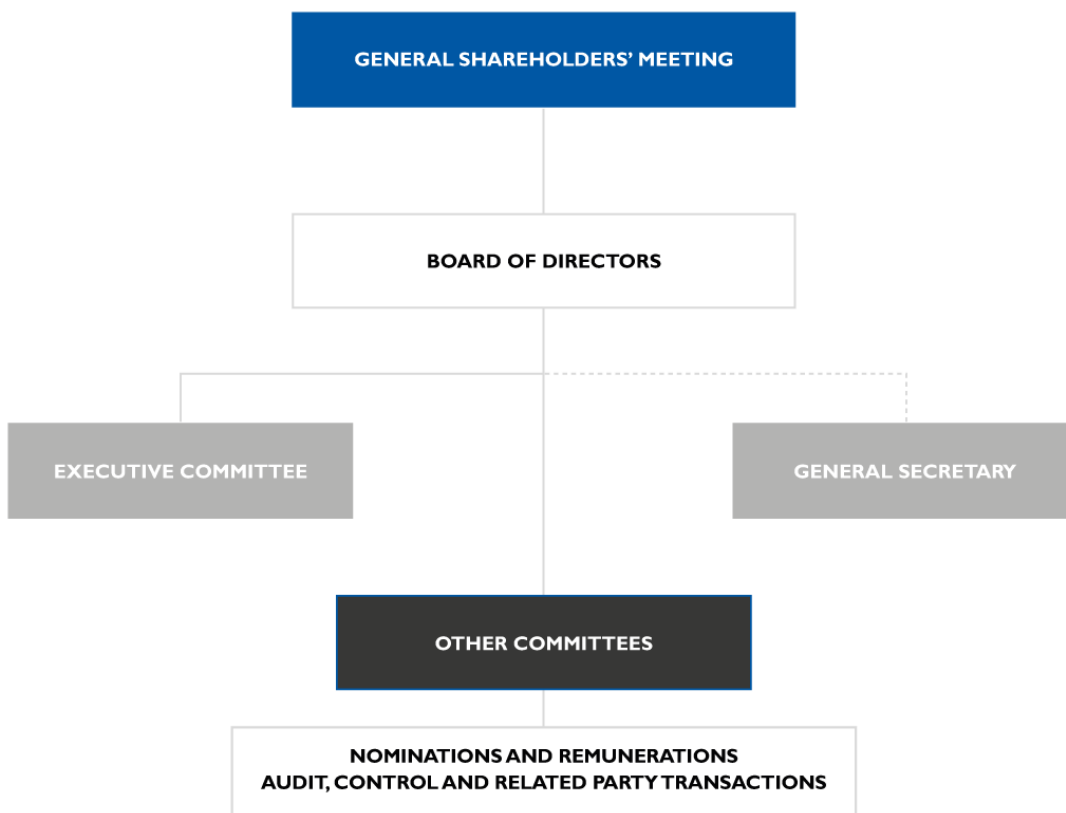 GENERAL SHAREHOLDERS’ MEETING
BOARD OF DIRECTORS
EXECUTIVE COMMITTEE
GENERAL SECRETARY
OTHER COMMITTEES
NOMINATIONS AND REMUNERATIONS
AUDIT, CONTROL AND RELATED PARTY TRANSACTIONS